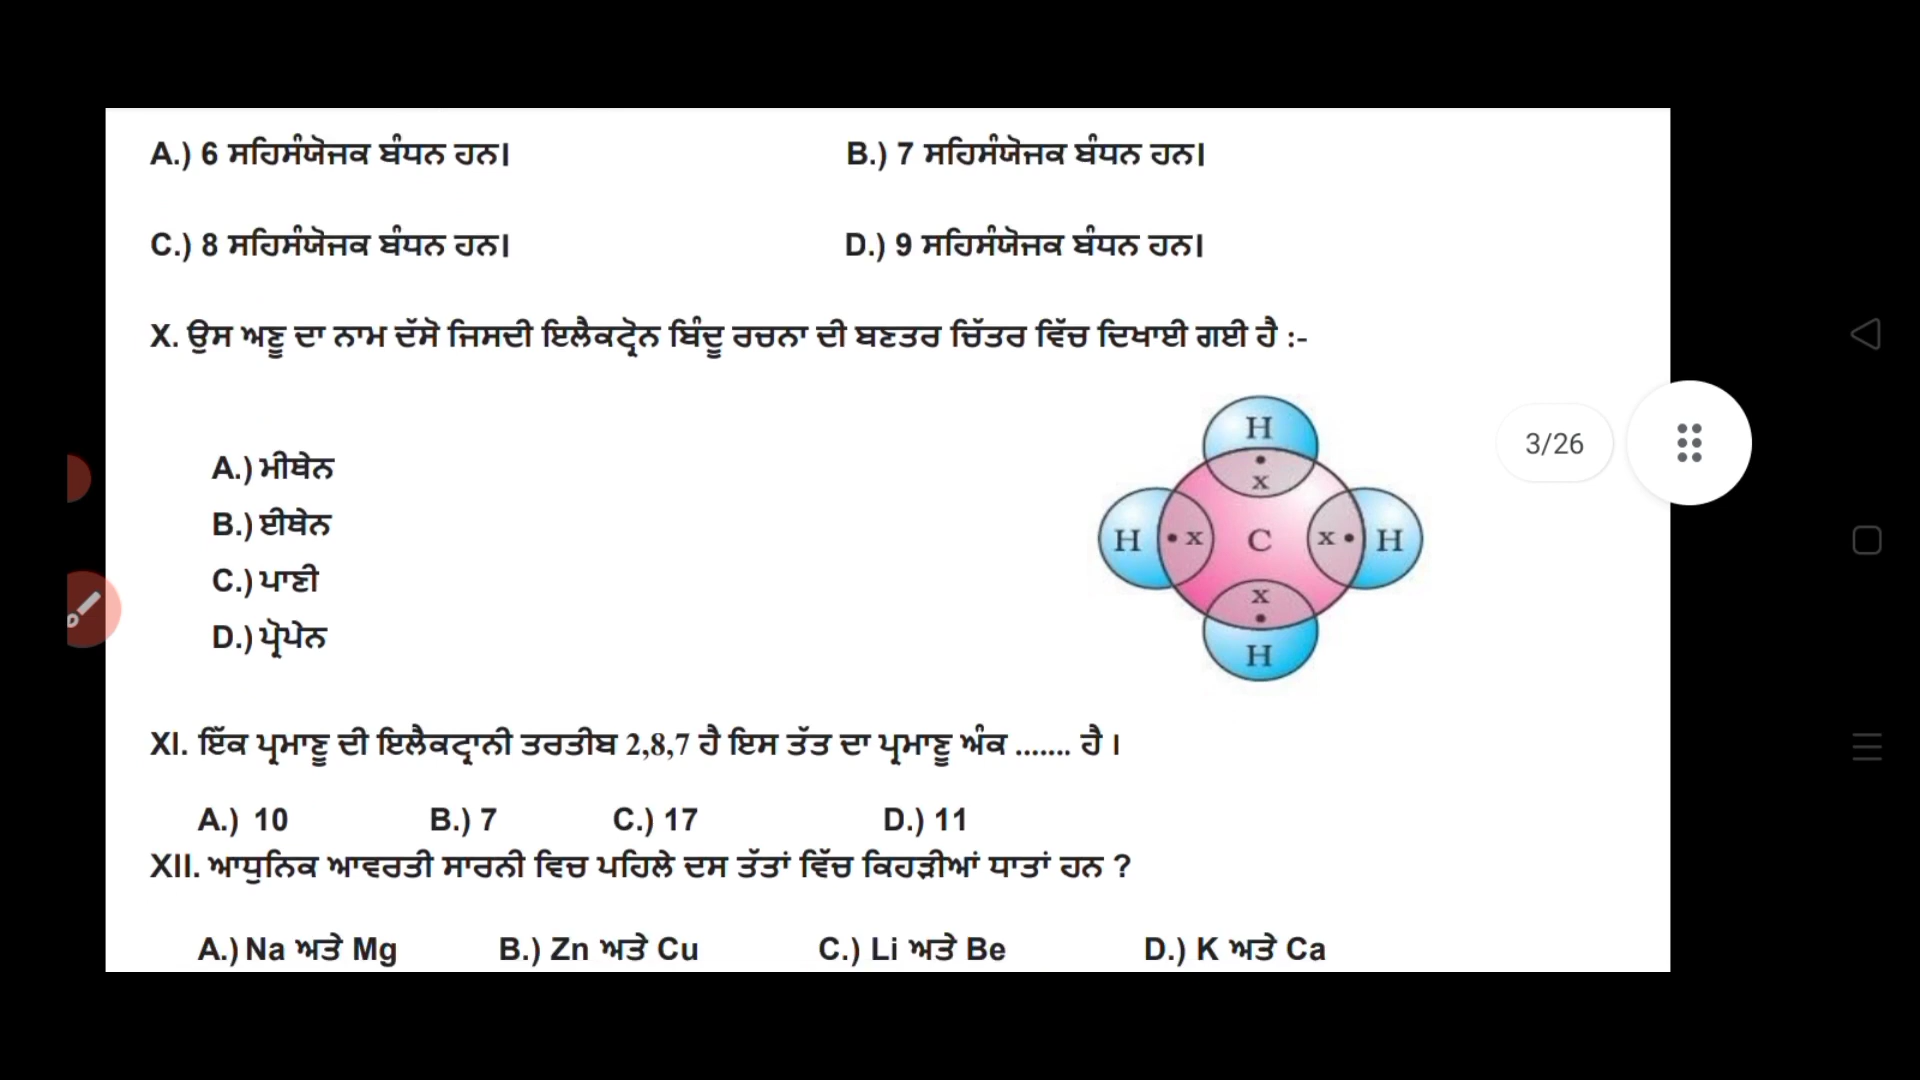 A.) 6 ਸਹਿਸੰਯੋਜਕ ਬੰਧਨ ਹਨ। B.) 7 ਸਹਿਸੰਯੋਜਕ ਬੰਧਨ ਹਨ।
C.) 8 ਸਹਿਸੰਯੋਜਕ ਬੰਧਨ ਹਨ। D.) 9 ਸਹਿਸੰਯੋਜਕ ਬੰਧਨ ਹਨ।
X. ਉਸ ਅਣੂ ਦਾ ਨਾਮ ਦੱਸੋ ਜਿਸਦੀ ਇਲੈਕਟ੍ਰੋਨ ਬਿੰਦੂ ਰਚਨਾ ਦੀ ਬਣਤਰ ਚਿੱਤਰ ਵਿੱਚ ਦਿਖਾਈ ਗਈ ਹੈ :-
A.) ਮੀਥੇਨ
B.) ਈਥੇਨ
C.) ਪਾਣੀ
D.) ਪ੍ਰੋਪੇਨ
H
• 
x
H • x C x • H
x
•
H
3/26
XI. ਇੱਕ ਪ੍ਰਮਾਣੂ ਦੀ ਇਲੈਕਟ੍ਰਾਨੀ ਤਰਤੀਬ 2,8,7 ਹੈ ਇਸ ਤੱਤ ਦਾ ਪ੍ਰਮਾਣੂ ਅੰਕ ....... ਹੈ ।
A.) 10 B.) 7 C.) 17 D.) 11
XII. ਆਧੁਨਿਕ ਆਵਰਤੀ ਸਾਰਨੀ ਵਿਚ ਪਹਿਲੇ ਦਸ ਤੱਤਾਂ ਵਿੱਚ ਕਿਹੜੀਆਂ ਧਾਤਾਂ ਹਨ ?
A.) Na ਅਤੇ Mg B.) Zn ਅਤੇ Cu C.) Li ਅਤੇ Be D.) K ਅਤੇ Ca